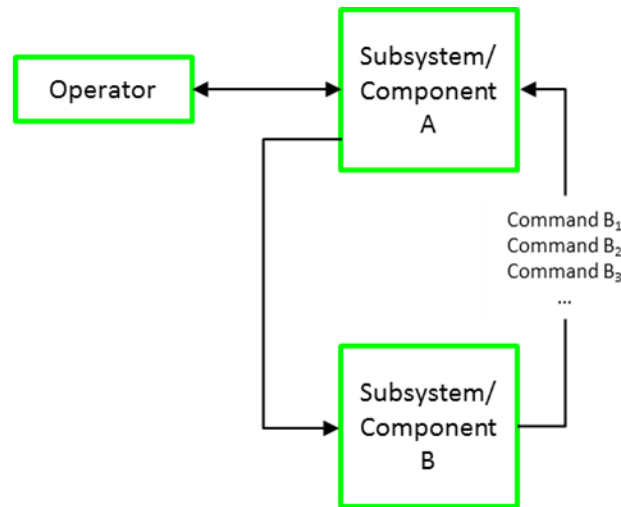 Operator
Subsystem/
Component
A
Command B₁
Command B₂
Command B₃
...
Subsystem/
Component
B